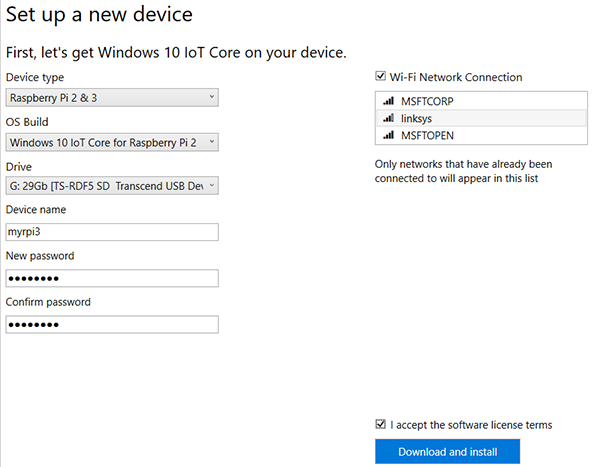 Set up a new device
First, let's get Windows 10 IoT Core on your device.
Device type
Raspberry Pi 2 & 3
OS Build
Windows 10 IoT Core for Raspberry Pi 2
Drive
G: 29Gb [TS-RDF5 SD  Transcend USB Dev
Device name
myrpi3
New password
●●●●●●●●
Confirm password
●●●●●●●●
Wi-Fi Network Connection
MSFTCORP
linksys
MSFTOPEN
Only networks that have already been
connected to will appear in this list
I accept the software license terms
Download and install